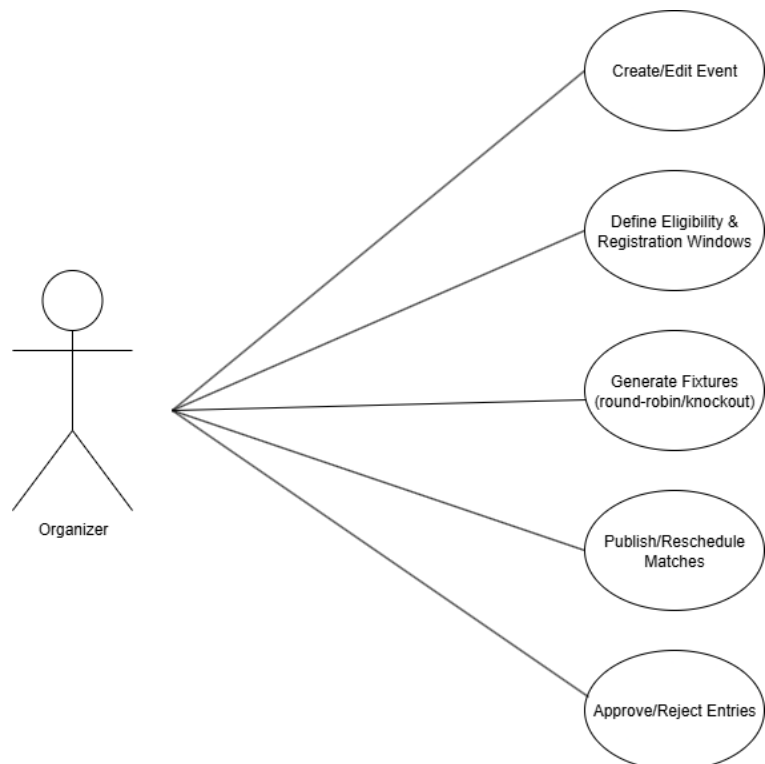 Create/Edit Event
Define Eligibility &
Registration Windows
Generate Fixtures
(round-robin/knockout)
Organizer
Publish/Reschedule
Matches
Approve/Reject Entries